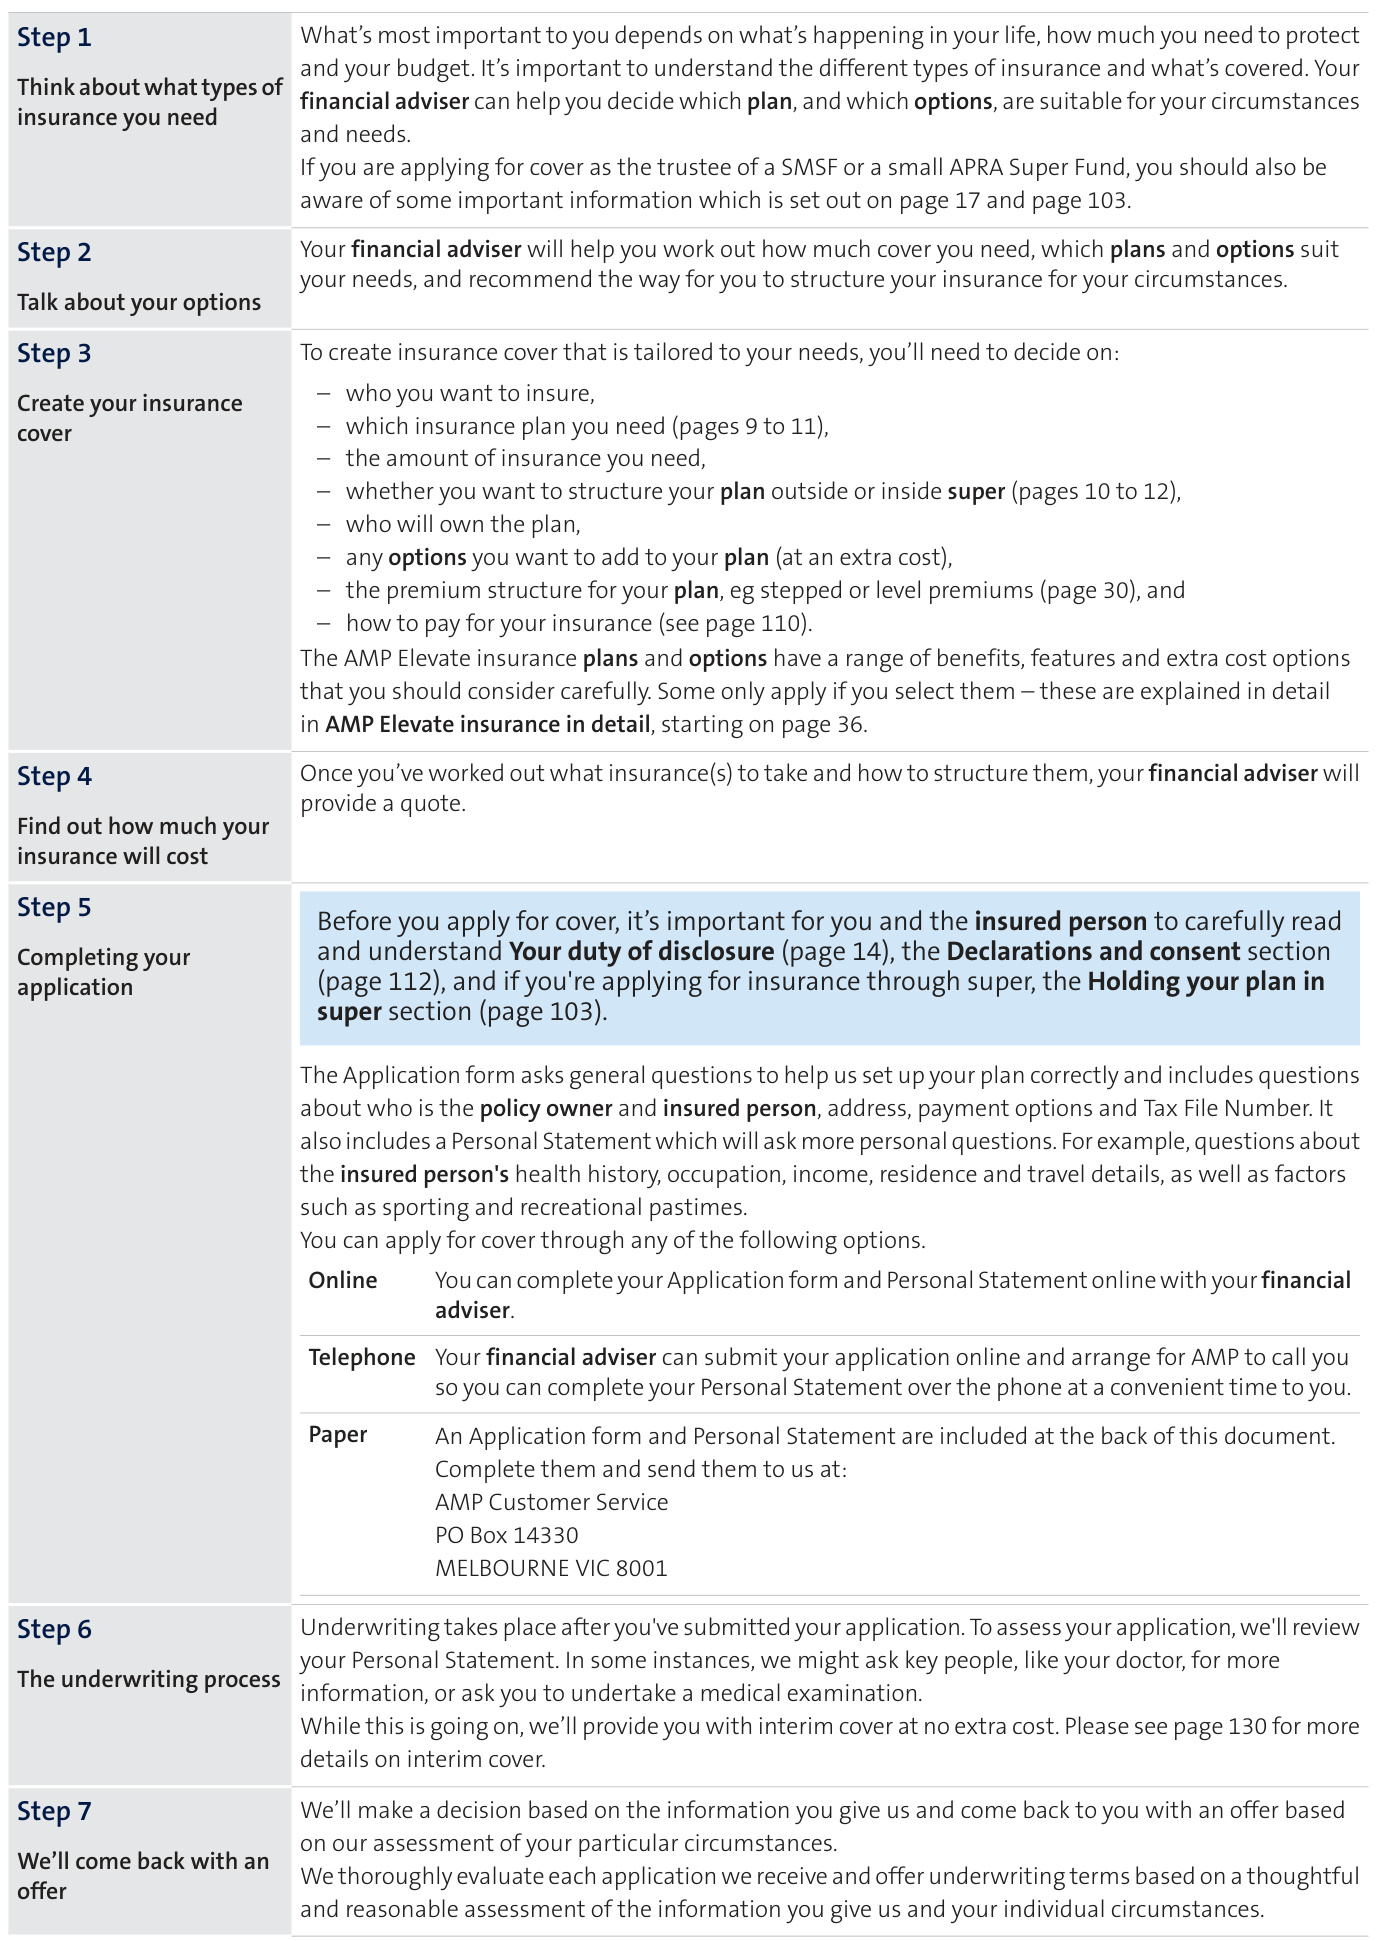 Step 1
Think about what types of
insurance you need
What’s most important to you depends on what’s happening in your life, how much you need to protect
and your budget. It’s important to understand the different types of insurance and what’s covered. Your
financial adviser can help you decide which plan, and which options, are suitable for your circumstances
and needs.
If you are applying for cover as the trustee of a SMSF or a small APRA Super Fund, you should also be
aware of some important information which is set out on page 17 and page 103.
Step 2
Talk about your options
Your financial adviser will help you work out how much cover you need, which plans and options suit
your needs, and recommend the way for you to structure your insurance for your circumstances.
Step 3
Create your insurance
cover
To create insurance cover that is tailored to your needs, you’ll need to decide on:
– who you want to insure,
– which insurance plan you need (pages 9 to 11),
– the amount of insurance you need,
– whether you want to structure your plan outside or inside super (pages 10 to 12),
– who will own the plan,
– any options you want to add to your plan (at an extra cost),
– the premium structure for your plan, eg stepped or level premiums (page 30), and
– how to pay for your insurance (see page 110).
The AMP Elevate insurance plans and options have a range of benefits, features and extra cost options
that you should consider carefully. Some only apply if you select them – these are explained in detail
in AMP Elevate insurance in detail, starting on page 36.
Step 4
Find out how much your
insurance will cost
Once you’ve worked out what insurance(s) to take and how to structure them, your financial adviser will
provide a quote.
Step 5
Completing your
application
Before you apply for cover, it’s important for you and the insured person to carefully read
and understand Your duty of disclosure (page 14), the Declarations and consent section
(page 112), and if you're applying for insurance through super, the Holding your plan in
super section (page 103).
The Application form asks general questions to help us set up your plan correctly and includes questions
about who is the policy owner and insured person, address, payment options and Tax File Number. It
also includes a Personal Statement which will ask more personal questions. For example, questions about
the insured person's health history, occupation, income, residence and travel details, as well as factors
such as sporting and recreational pastimes.
You can apply for cover through any of the following options.
Online
You can complete your Application form and Personal Statement online with your financial
adviser.
Telephone
Your financial adviser can submit your application online and arrange for AMP to call you
so you can complete your Personal Statement over the phone at a convenient time to you.
Paper
An Application form and Personal Statement are included at the back of this document.
Complete them and send them to us at:
AMP Customer Service
PO Box 14330
MELBOURNE VIC 8001
Step 6
The underwriting process
Underwriting takes place after you've submitted your application. To assess your application, we'll review
your Personal Statement. In some instances, we might ask key people, like your doctor, for more
information, or ask you to undertake a medical examination.
While this is going on, we’ll provide you with interim cover at no extra cost. Please see page 130 for more
details on interim cover.
Step 7
We’ll come back with an
offer
We’ll make a decision based on the information you give us and come back to you with an offer based
on our assessment of your particular circumstances.
We thoroughly evaluate each application we receive and offer underwriting terms based on a thoughtful
and reasonable assessment of the information you give us and your individual circumstances.